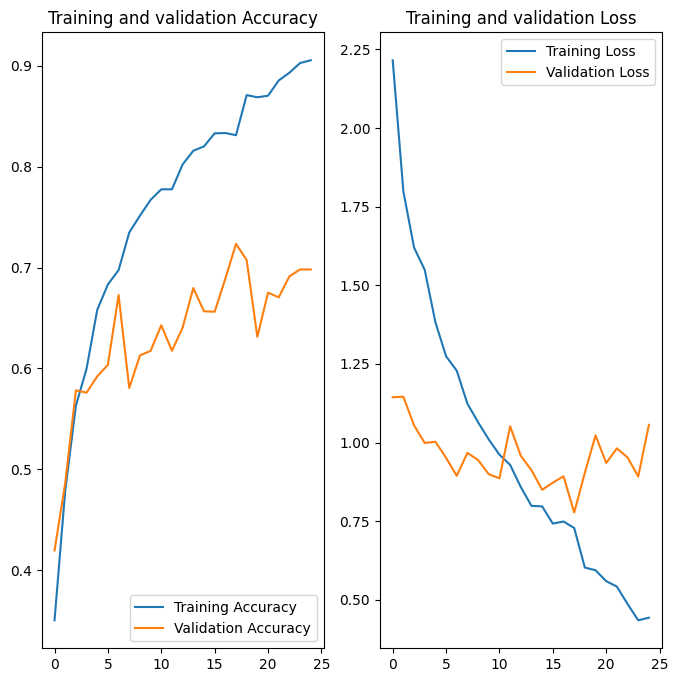 Training and validation Accuracy
0.9
0.8
0.7
0.6
0.5
0.4
Training Accuracy
Validation Accuracy
0 5 10 15 20 25
Training and validation Loss
2.25
2.00
1.75
1.50
1.25
1.00
0.75
0.50
Training Loss
Validation Loss
0 5 10 15 20 25